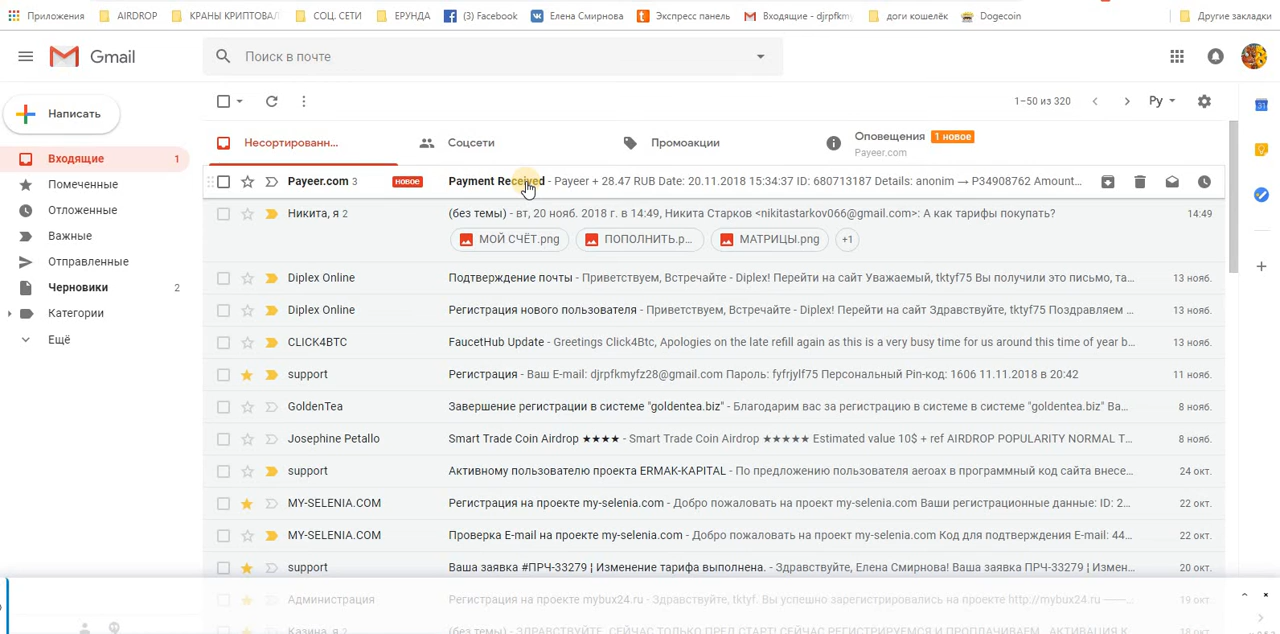 Приложения AIRDROP КРАНЫ КРИПТОВАЛ СОЦ. СЕТИ ЕРУНДА (3) Facebook Елена Смирнова Экспресс панель Входящие - djrpfkmy доги кошелёк Dogecoin Другие закладки
Gmail Поиск в почте
Написать
1–50 из 320 Ру
Несортированн... Соцсети Промоакции Оповещения 1 новое
Payeer.com
Входящие 1
Помеченные
Отложенные
Важные
Отправленные
Черновики 2
Категории
Ещё
Payeer.com 3 новое Payment Received - Payeer + 28.47 RUB Date: 20.11.2018 15:34:37 ID: 680713187 Details: anonim → P34908762 Amount...
Никита, я 2 (без темы) - вт, 20 нояб. 2018 г. в 14:49, Никита Старков <nikitastarkov066@gmail.com>: А как тарифы покупать? 14:49
МОЙ СЧЁТ.png ПОПОЛНИТЬ.p... МАТРИЦЫ.png +1
Diplex Online Подтверждение почты - Приветствуем, Встречайте - Diplex! Перейти на сайт Уважаемый, tktyf75 Вы получили это письмо, та... 13 нояб.
Diplex Online Регистрация нового пользователя - Приветствуем, Встречайте - Diplex! Перейти на сайт Здравствуйте, tktyf75 Поздравляем ... 13 нояб.
CLICK4BTC FaucetHub Update - Greetings Click4Btc, Apologies on the late refill again as this is a very busy time for us around this time of year b... 13 нояб.
support Регистрация - Ваш E-mail: djrpfkmyfz28@gmail.com Пароль: fyfrjylf75 Персональный Pin-код: 1606 11.11.2018 в 20:42 11 нояб.
GoldenTea Завершение регистрации в системе "goldentea.biz" - Благодарим вас за регистрацию в системе в системе "goldentea.biz" Ва... 8 нояб.
Josephine Petallo Smart Trade Coin Airdrop ★★★★ - Smart Trade Coin Airdrop ★★★★★ Estimated value 10$ + ref AIRDROP POPULARITY NORMAL T... 8 нояб.
support Активному пользователю проекта ERMAK-KAPITAL - По предложению пользователя aeroax в программный код сайта внесе... 24 окт.
MY-SELENIA.COM Регистрация на проекте my-selenia.com - Добро пожаловать на проект my-selenia.com Ваши регистрационные данные: ID: 2... 22 окт.
MY-SELENIA.COM Проверка E-mail на проекте my-selenia.com - Добро пожаловать на проект my-selenia.com Код для подтверждения E-mail: 44... 22 окт.
support Ваша заявка #ПРЧ-33279 ¦ Изменение тарифа выполнена. - Здравствуйте, Елена Смирнова! Ваша заявка #ПРЧ-33279 ¦ Измен... 20 окт.
Администрация Регистрация на проекте mybux24.ru - Здравствуйте, tktyf. Вы успешно зарегистрировались на проекте http://mybux24.ru 19 окт.
Казина, я 2 (без темы) - ЗДРАВСТВУЙТЕ, СЕЙЧАС ТОЛЬКО ПРЕД СТАРТ! СЕЙЧАС РЕГИСТРИРУЕМСЯ И ПРОПЛАЧИВАЕМ, АКТИВАЦИЯ